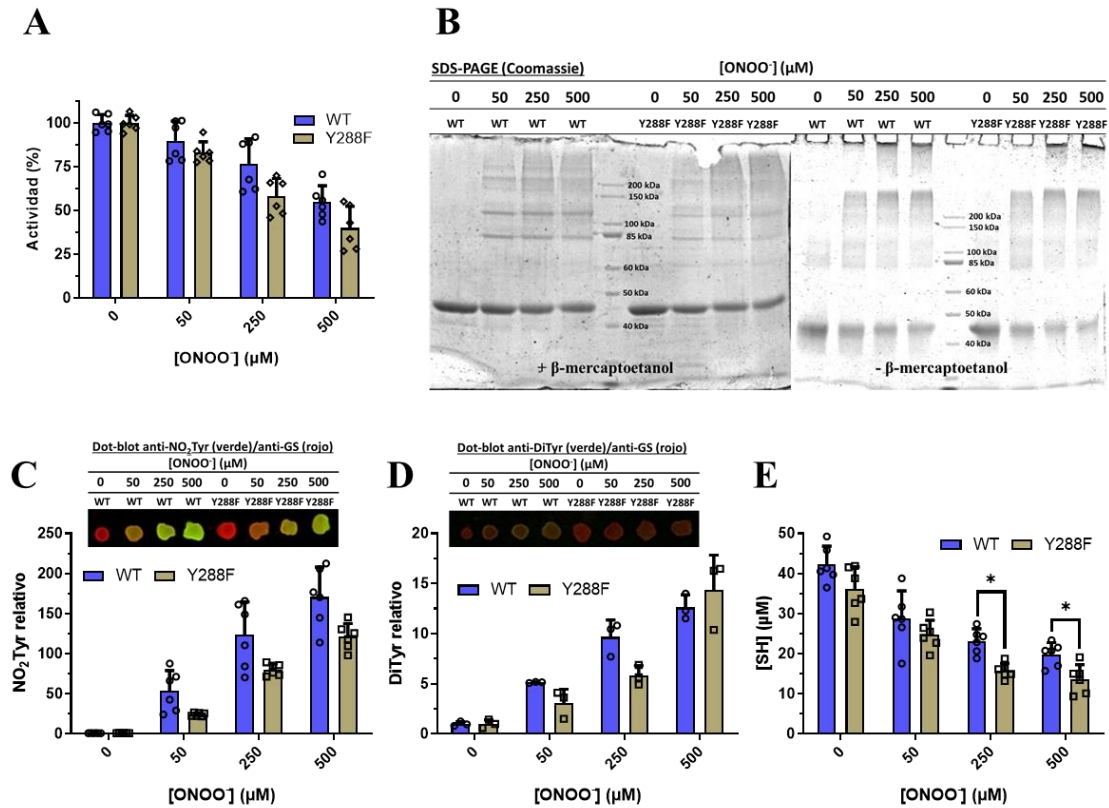 A
Actividad (%)
100
75
50
25
0
WT
Y288F
0 50 250 500
[ONOO⁻] (µM)
B
SDS-PAGE (Coomassie) [ONOO⁻] (µM)
0 50 250 500 0 50 250 500 0 50 250 500 0 50 250 500
WT WT WT WT Y288F Y288F Y288F Y288F WT WT WT WT Y288F Y288F Y288F Y288F
200 kDa
150 kDa
100 kDa
85 kDa
60 kDa
50 kDa
40 kDa
+ β-mercaptoetanol
200 kDa
150 kDa
100 kDa
85 kDa
60 kDa
50 kDa
40 kDa
- β-mercaptoetanol
C
Dot-blot anti-NO₂Tyr (verde)/anti-GS (rojo)
[ONOO⁻] (µM)
0 50 250 500 0 50 250 500
WT WT WT WT Y288F Y288F Y288F Y288F
NO₂Tyr relativo
250
200
150
100
50
0
WT Y288F
0 50 250 500
[ONOO⁻] (µM)
D
Dot-blot anti-DiTyr (verde)/anti-GS (rojo)
[ONOO⁻] (µM)
0 50 250 500 0 50 250 500
WT WT WT WT Y288F Y288F Y288F Y288F
DiTyr relativo
20
15
10
5
0
WT Y288F
0 50 250 500
[ONOO⁻] (µM)
E
[SH] (µM)
50
40
30
20
10
0
WT Y288F
* *
0 50 250 500
[ONOO⁻] (µM)